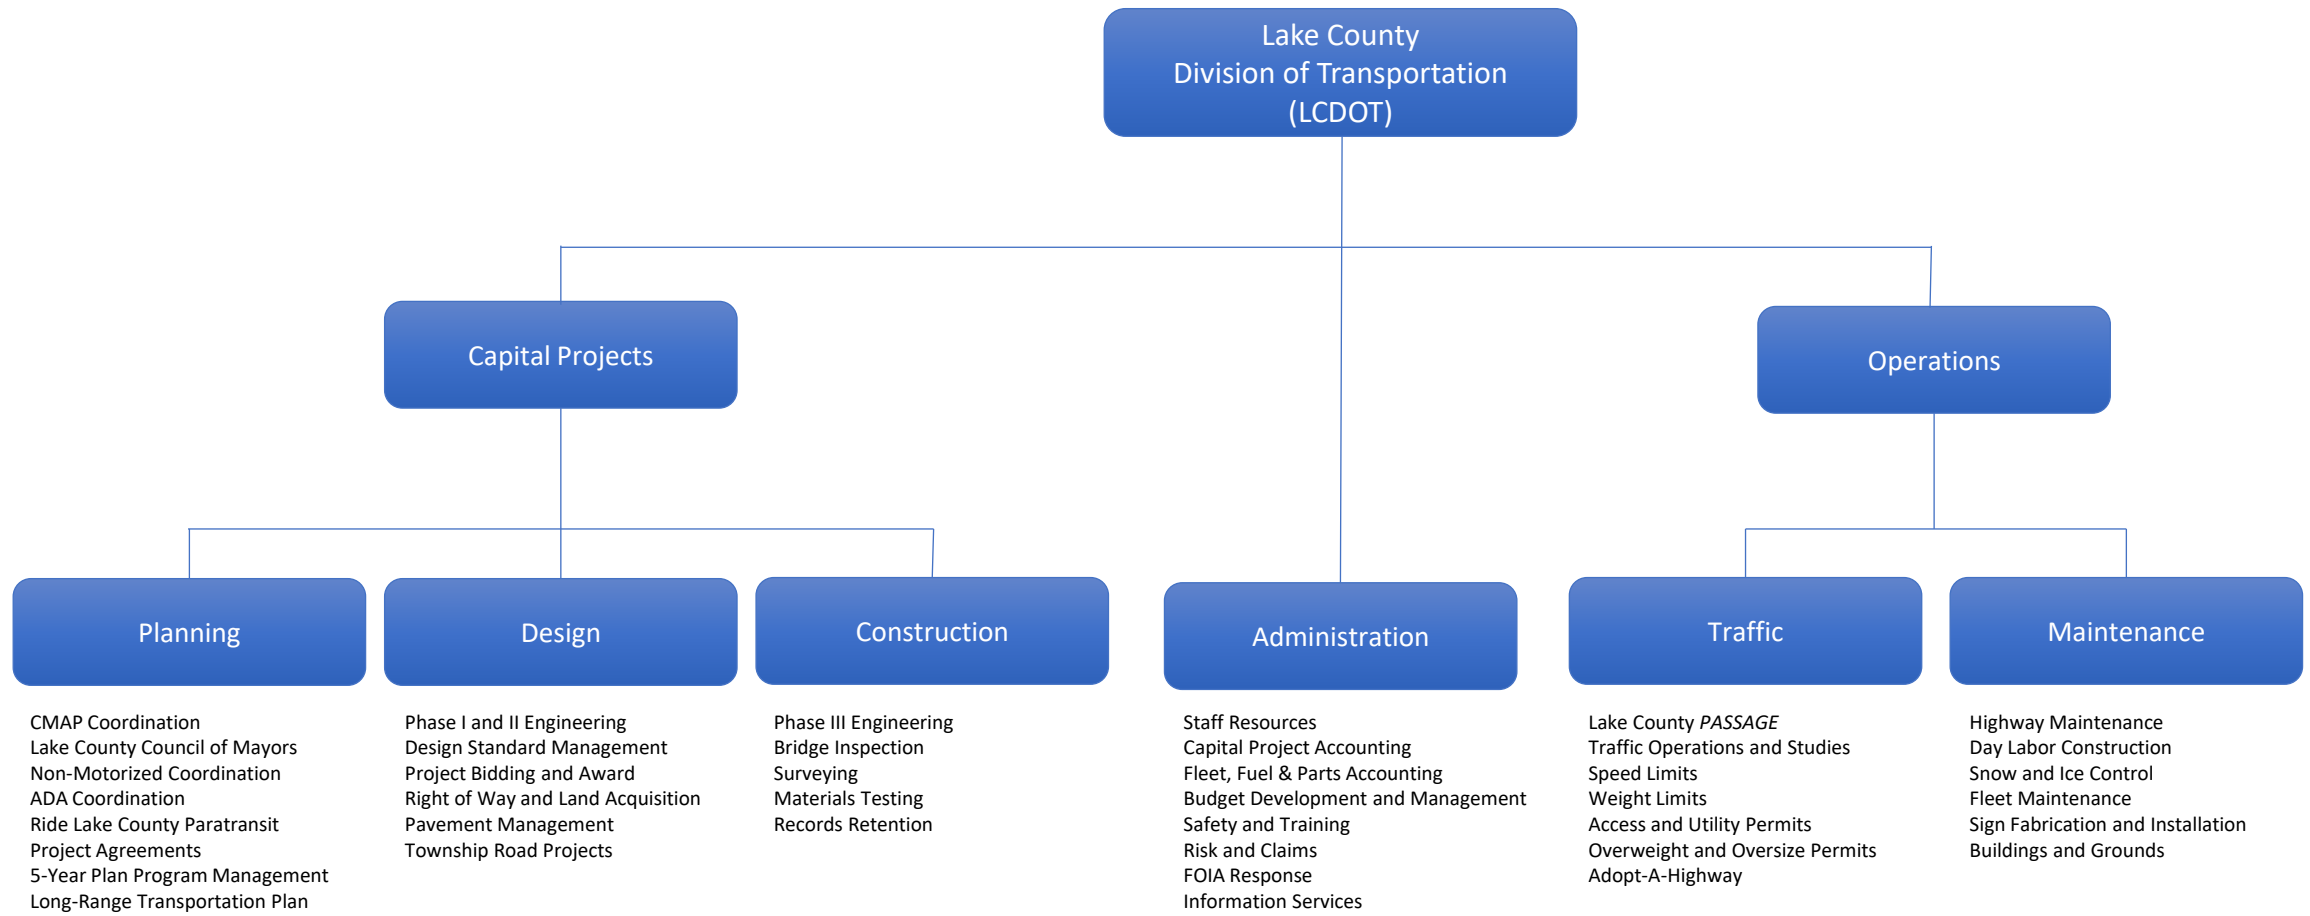 Lake County
Division of Transportation
(LCDOT)
Capital Projects
Operations
Planning
Design
Construction
Administration
Traffic
Maintenance
CMAP Coordination
Lake County Council of Mayors
Non-Motorized Coordination
ADA Coordination
Ride Lake County Paratransit
Project Agreements
5-Year Plan Program Management
Long-Range Transportation Plan
Phase I and II Engineering
Design Standard Management
Project Bidding and Award
Right of Way and Land Acquisition
Pavement Management
Township Road Projects
Phase III Engineering
Bridge Inspection
Surveying
Materials Testing
Records Retention
Staff Resources
Capital Project Accounting
Fleet, Fuel & Parts Accounting
Budget Development and Management
Safety and Training
Risk and Claims
FOIA Response
Information Services
Lake County PASSAGE
Traffic Operations and Studies
Speed Limits
Weight Limits
Access and Utility Permits
Overweight and Oversize Permits
Adopt-A-Highway
Highway Maintenance
Day Labor Construction
Snow and Ice Control
Fleet Maintenance
Sign Fabrication and Installation
Buildings and Grounds